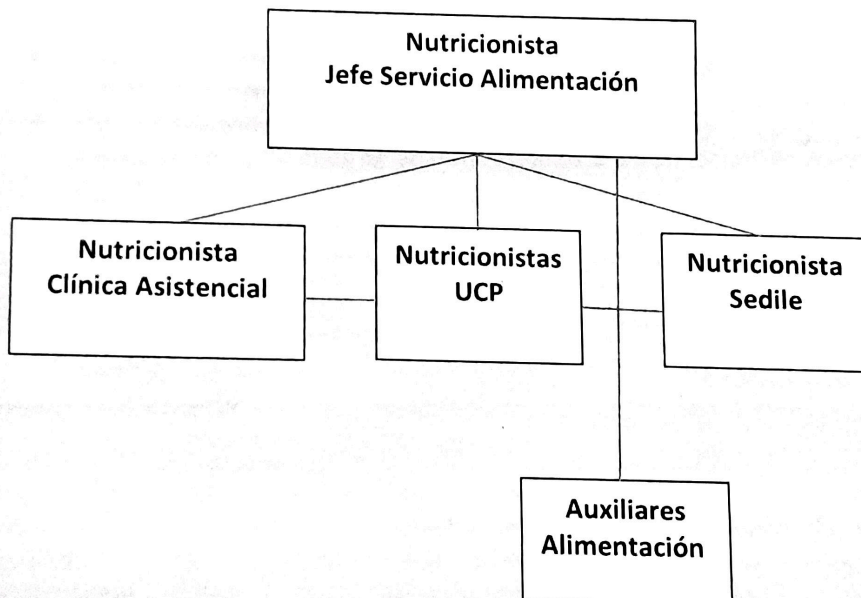 Nutricionista
Jefe Servicio Alimentación
Nutricionista
Clínica Asistencial
Nutricionistas
UCP
Nutricionista
Sedile
Auxiliares
Alimentación